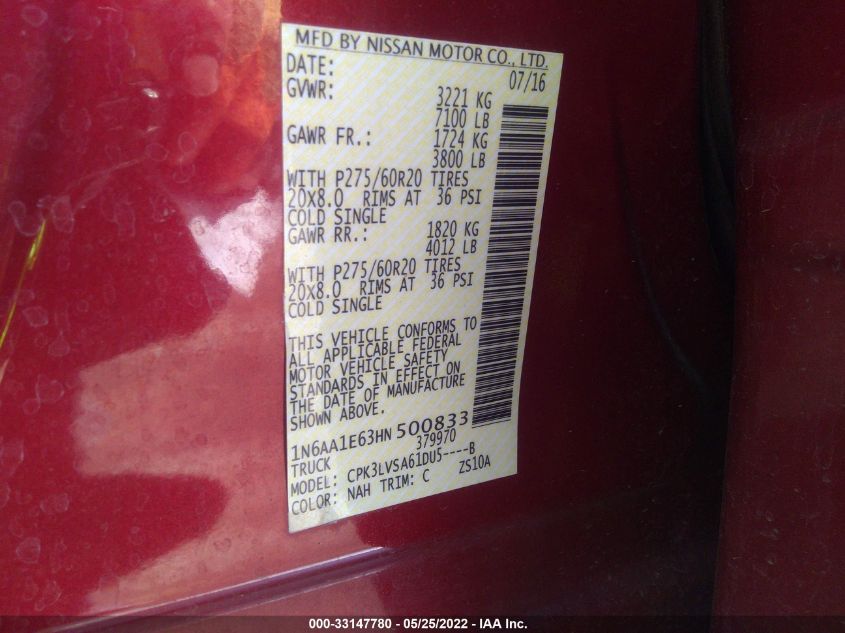 MFD BY NISSAN MOTOR CO., LTD.
DATE: 07/16
GVWR: 3221 KG
7100 LB
GAWR FR.: 1724 KG
3800 LB
WITH P275/60R20 TIRES
20X8.0 RIMS AT 36 PSI
COLD SINGLE
GAWR RR.: 1820 KG
4012 LB
WITH P275/60R20 TIRES
20X8.0 RIMS AT 36 PSI
COLD SINGLE
THIS VEHICLE CONFORMS TO
ALL APPLICABLE FEDERAL
MOTOR VEHICLE SAFETY
STANDARDS IN EFFECT ON
THE DATE OF MANUFACTURE
SHOWN ABOVE.
1N6AA1E63HN500833
TRUCK 379970
MODEL: CPK3LVSA61DU5----B
COLOR: NAH TRIM: C ZS10A
000-33147780 - 05/25/2022 - IAA Inc.